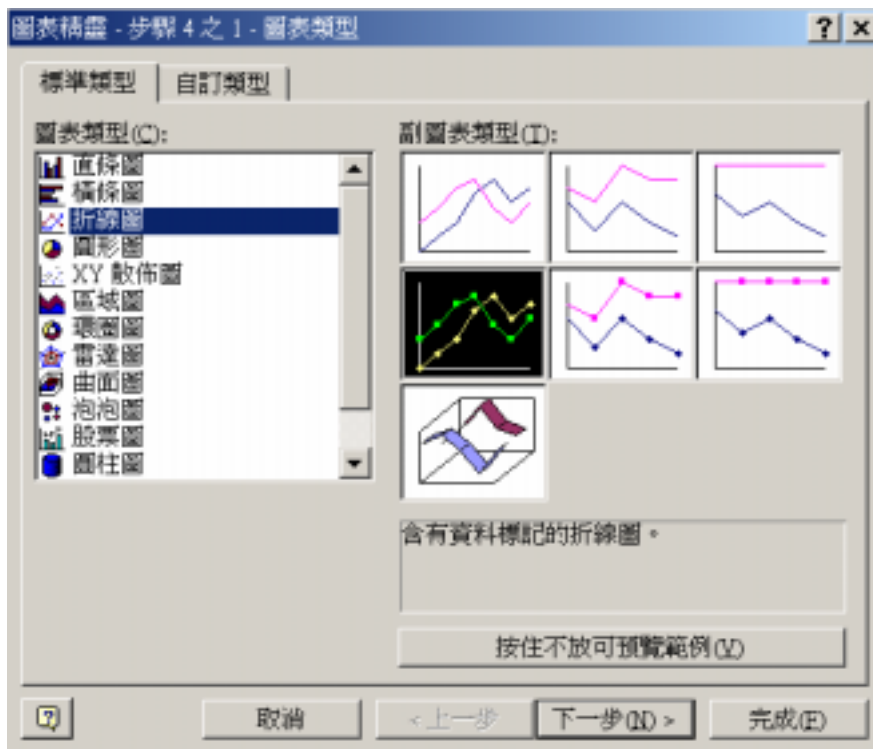 圖表精靈 - 步驟 4 之 1 - 圖表類型
標準類型
自訂類型
圖表類型(C):
直條圖
橫條圖
折線圖
圓形圖
XY 散佈圖
區域圖
環圈圖
雷達圖
曲面圖
泡泡圖
股票圖
圓柱圖
副圖表類型(T):
含有資料標記的折線圖。
按住不放可預覽範例(V)
取消
<上一步
下一步(N) >
完成(F)